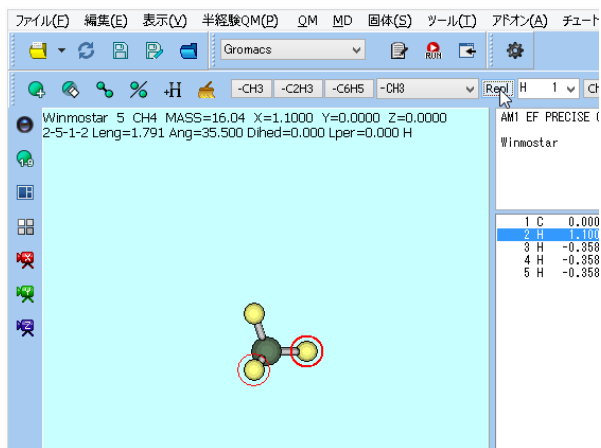 ファイル(F) 編集(E) 表示(V) 半経験QM(P) QM MD 固体(S) ツール(T) アドオン(A) チュート
Gromacs RUN
-CH3 -C2H3 -C6H5 -CH3 Repl H 1
Winmostar 5 CH4 MASS=16.04 X=1.1000 Y=0.0000 Z=0.0000
2-5-1-2 Leng=1.791 Ang=35.500 Dihed=0.000 Lper=0.000 H
AM1 EF PRECISE
Winmostar
1 C 0.000
2 H 1.100
3 H -0.358
4 H -0.358
5 H -0.358
X
Y
Z